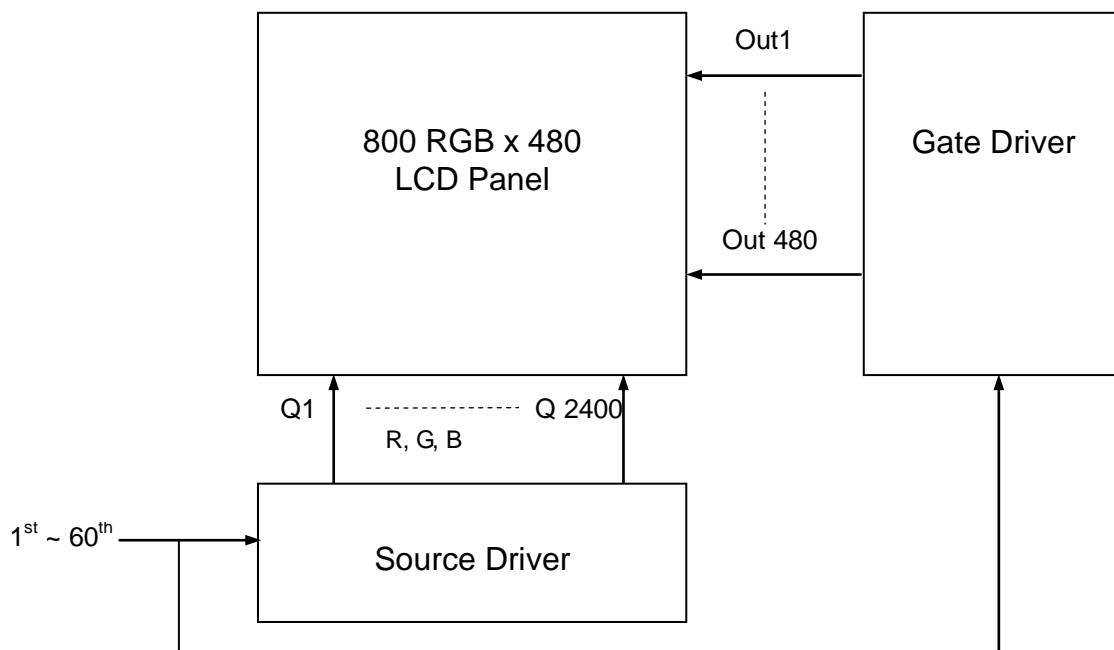 Out1
800 RGB x 480
LCD Panel
Gate Driver
Out 480
Q1
Q 2400
R, G, B
1st ~ 60th
Source Driver